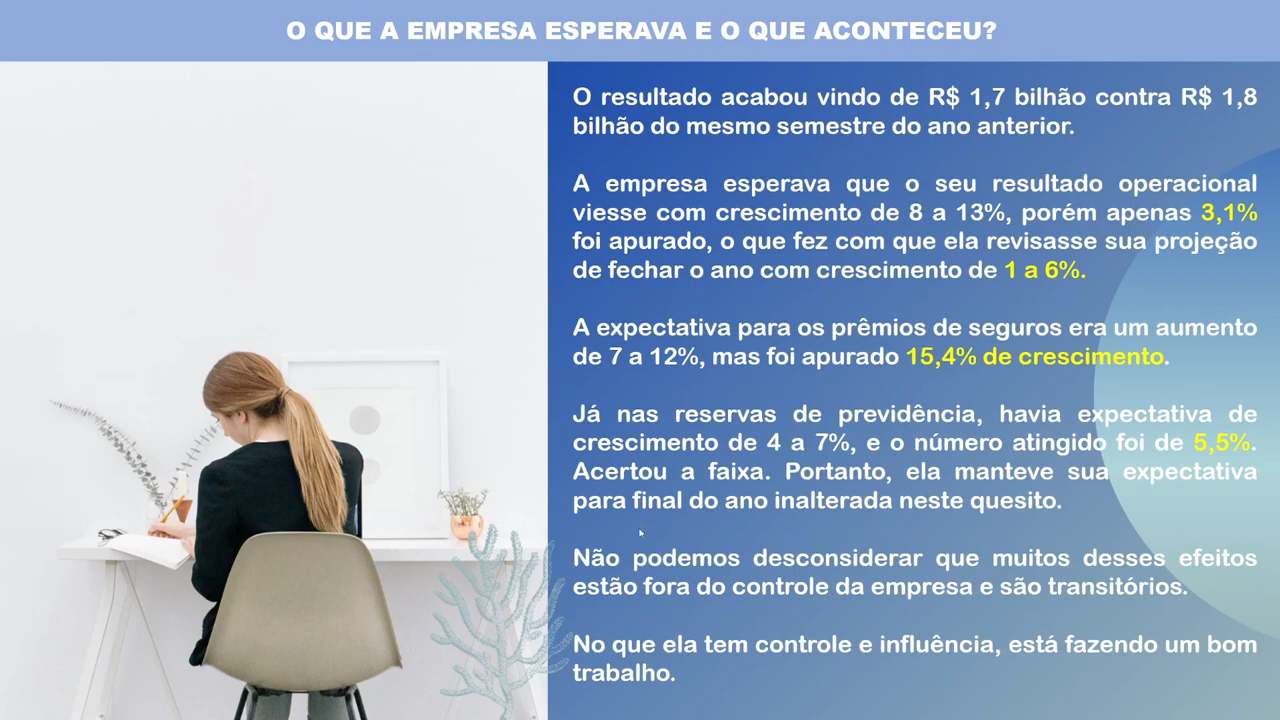 O QUE A EMPRESA ESPERAVA E O QUE ACONTECEU?
O resultado acabou vindo de R$ 1,7 bilhão contra R$ 1,8
bilhão do mesmo semestre do ano anterior.
A empresa esperava que o seu resultado operacional
viesse com crescimento de 8 a 13%, porém apenas 3,1%
foi apurado, o que fez com que ela revisasse sua projeção
de fechar o ano com crescimento de 1 a 6%.
A expectativa para os prêmios de seguros era um aumento
de 7 a 12%, mas foi apurado 15,4% de crescimento.
Já nas reservas de previdência, havia expectativa de
crescimento de 4 a 7%, e o número atingido foi de 5,5%.
Acertou a faixa. Portanto, ela manteve sua expectativa
para final do ano inalterada neste quesito.
Não podemos desconsiderar que muitos desses efeitos
estão fora do controle da empresa e são transitórios.
No que ela tem controle e influência, está fazendo um bom
trabalho.